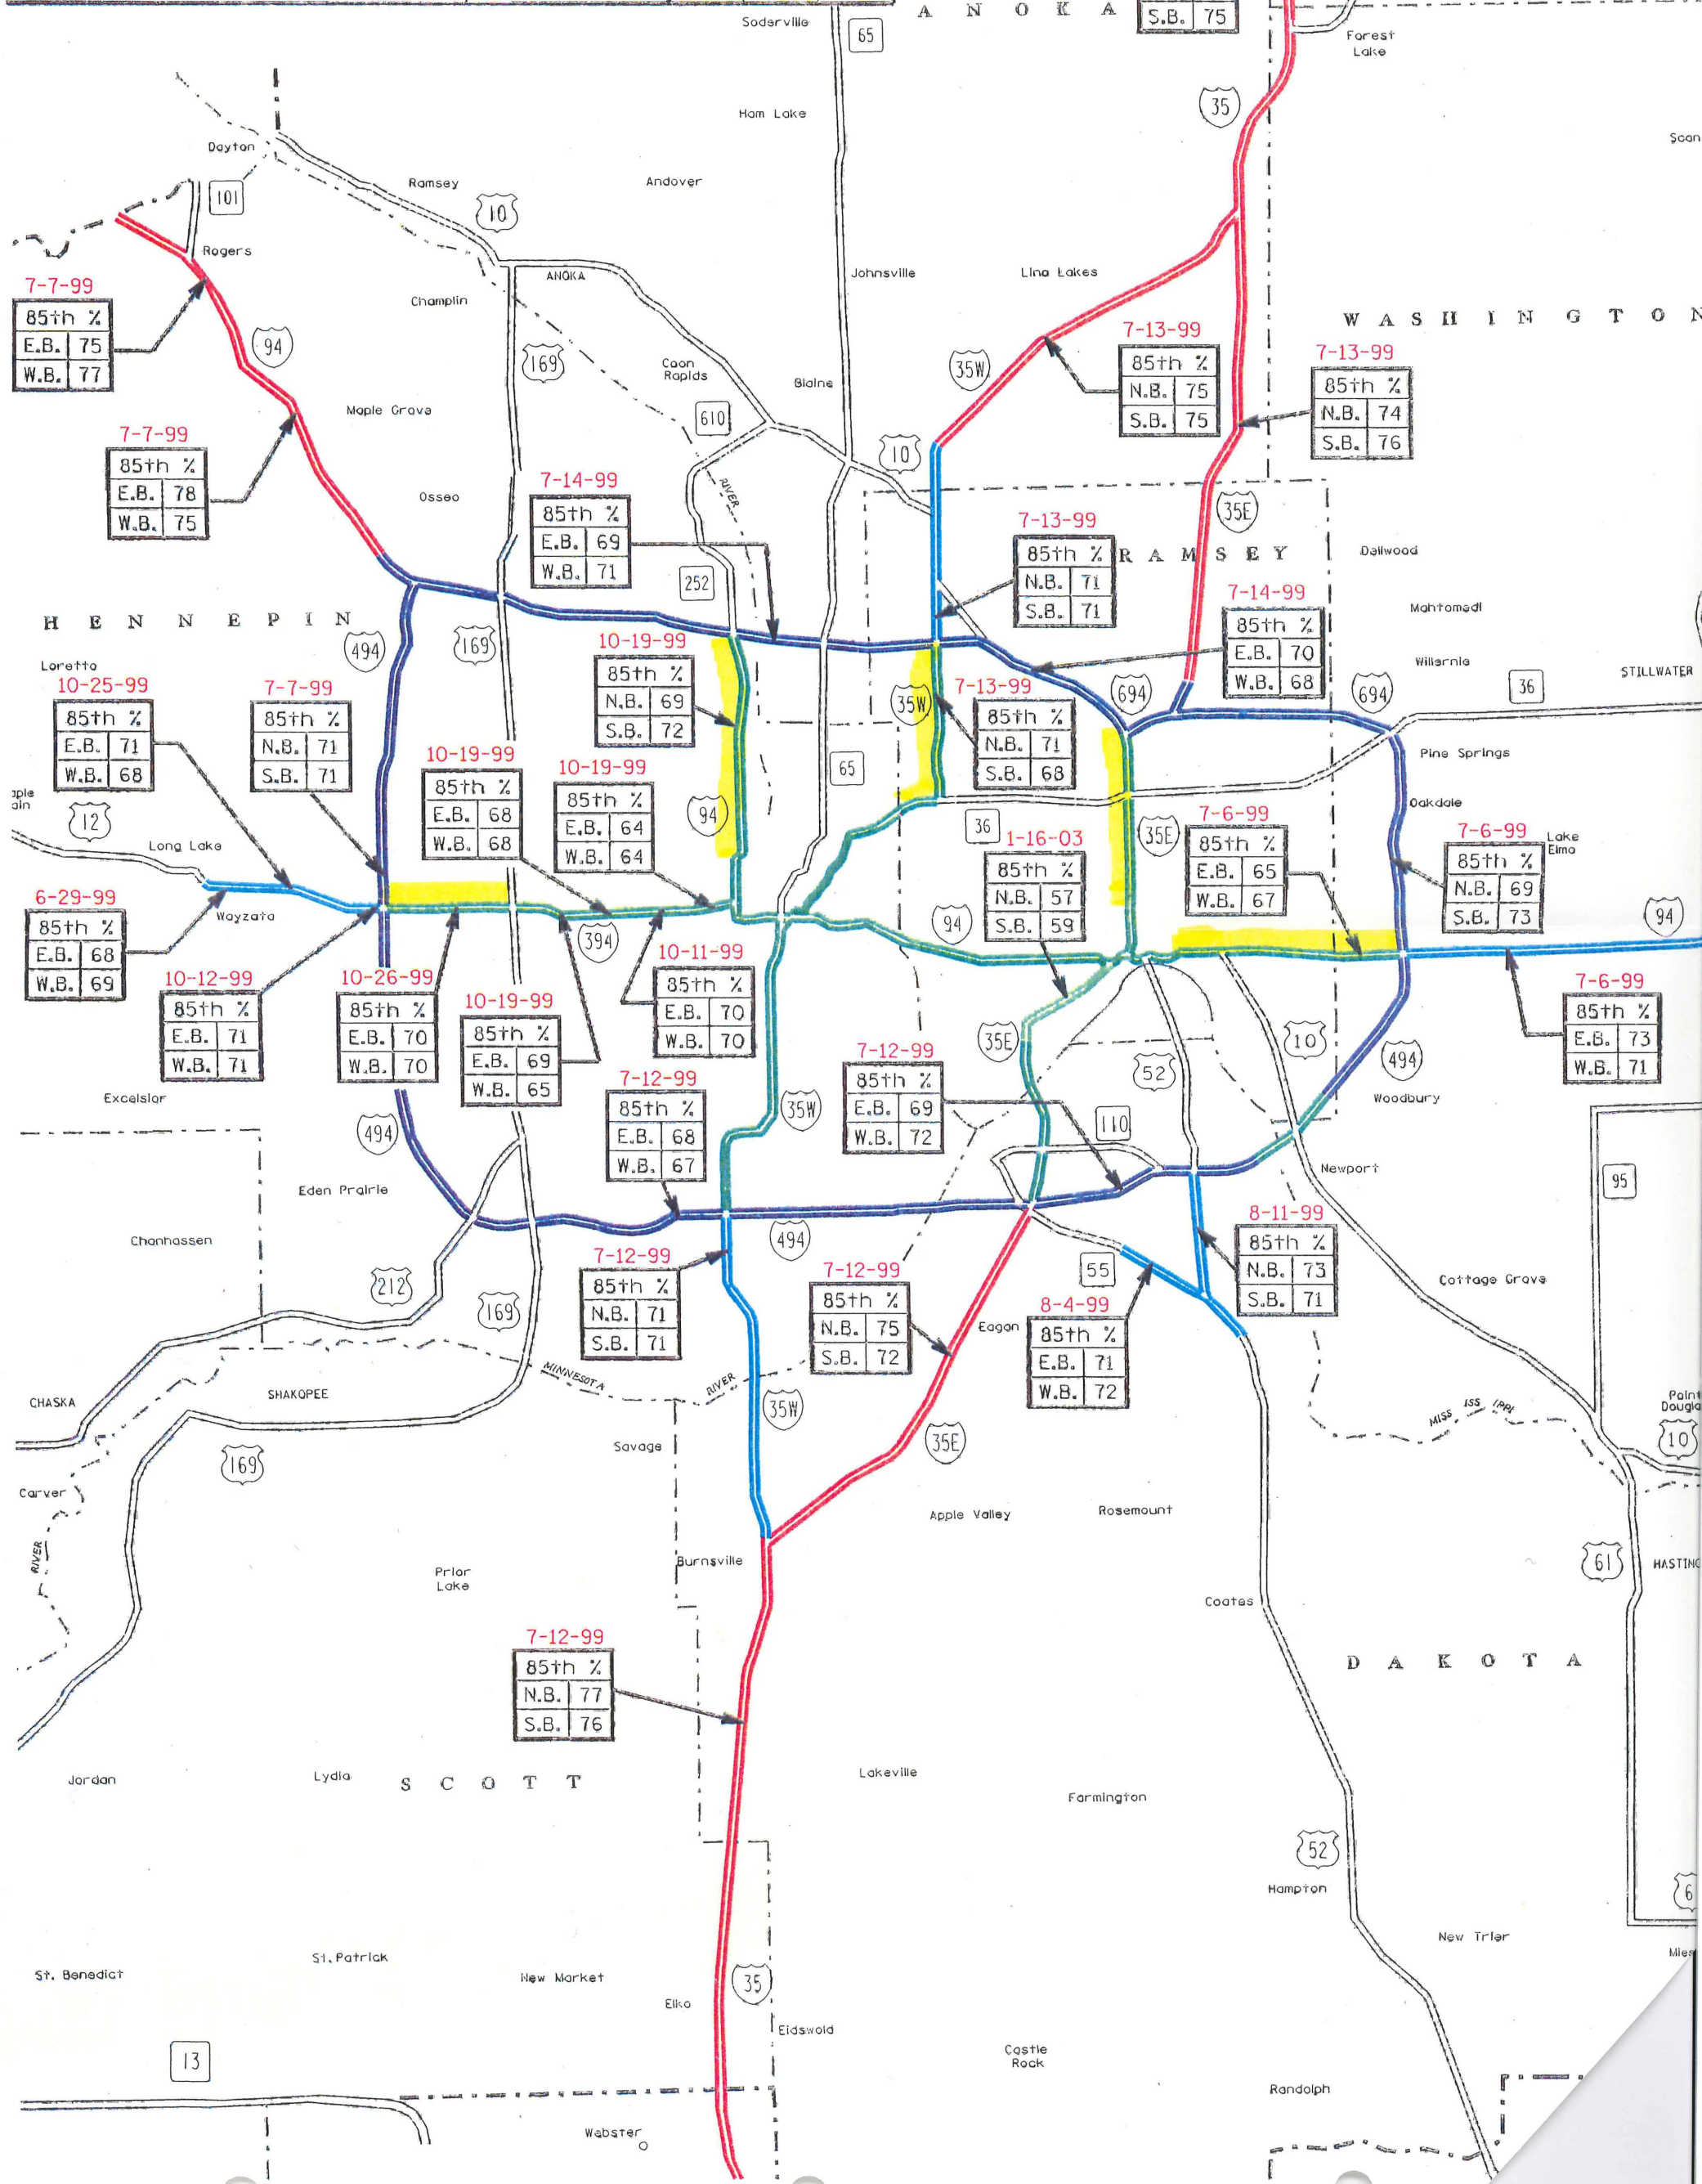 A N O K A
S.B. 75
Soderville
65
Forest
Lake
35
Ham Lake
Dayton
101
Ramsey
10
Andover
Rogers
ANOKA
Johnsville
Lino Lakes
Champlin
W A S H I N G T O N
7-7-99
85th %
E.B. 75
W.B. 77
94
169
Coon
Rapids
Blaine
35W
7-13-99
85th %
N.B. 75
S.B. 75
7-13-99
85th %
N.B. 74
S.B. 76
Maple Grove
610
10
7-7-99
85th %
E.B. 78
W.B. 75
Osseo
RIVER
35E
7-14-99
85th %
E.B. 69
W.B. 71
7-13-99
85th %
N.B. 71
S.B. 71
R A M S E Y
Dellwood
252
7-14-99
85th %
E.B. 70
W.B. 68
Mahtomedi
H E N N E P I N
494
169
Willernie
STILLWATER
Loretto
10-25-99
85th %
E.B. 71
W.B. 68
7-7-99
85th %
N.B. 71
S.B. 71
10-19-99
85th %
N.B. 69
S.B. 72
35W
7-13-99
85th %
N.B. 71
S.B. 68
694
694
36
10-19-99
85th %
E.B. 68
W.B. 68
10-19-99
85th %
E.B. 64
W.B. 64
65
Pine Springs
12
Long Lake
94
36
35E
Oakdale
Lake
Elmo
1-16-03
85th %
N.B. 57
S.B. 59
7-6-99
85th %
E.B. 65
W.B. 67
7-6-99
85th %
N.B. 69
S.B. 73
6-29-99
85th %
E.B. 68
W.B. 69
Wayzata
394
94
94
10-12-99
85th %
E.B. 71
W.B. 71
10-26-99
85th %
E.B. 70
W.B. 70
10-19-99
85th %
E.B. 69
W.B. 65
10-11-99
85th %
E.B. 70
W.B. 70
7-6-99
85th %
E.B. 73
W.B. 71
35E
52
10
494
Excelsior
494
7-12-99
85th %
E.B. 68
W.B. 67
35W
7-12-99
85th %
E.B. 69
W.B. 72
110
Woodbury
Newport
95
Eden Prairie
Chanhassen
494
8-11-99
85th %
N.B. 73
S.B. 71
212
169
7-12-99
85th %
N.B. 71
S.B. 71
7-12-99
85th %
N.B. 75
S.B. 72
55
Cottage Grove
Eagan
8-4-99
85th %
E.B. 71
W.B. 72
MINNESOTA
RIVER
CHASKA
SHAKOPEE
35W
35E
MISS ISS IPPI
10
Savage
169
Carver
Apple Valley
Rosemount
RIVER
Prior
Lake
Burnsville
61
Coates
7-12-99
85th %
N.B. 77
S.B. 76
D A K O T A
Jordan
Lydia
S C O T T
Lakeville
Farmington
52
Hampton
New Trier
St. Benedict
St. Patrick
New Market
35
Elko
Eidswold
13
Castle
Rock
Randolph
Webster